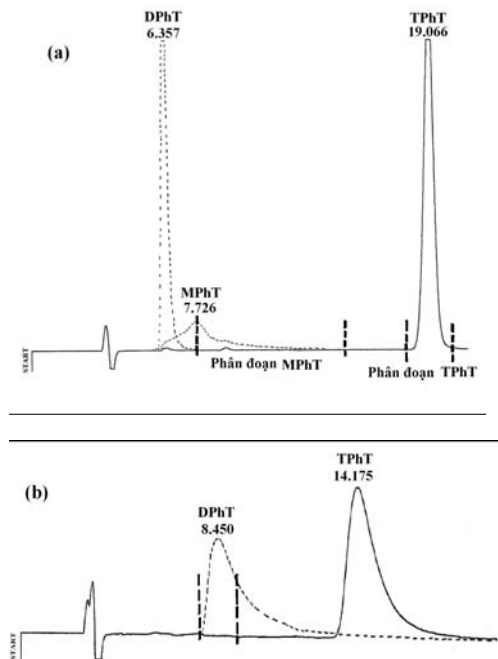 DPhT
6.357
TPhT
19.066
(a)
MPhT
7.726
START
Phân đoạn MPhT
Phân đoạn TPhT
(b)
DPhT
8.450
TPhT
14.175
START